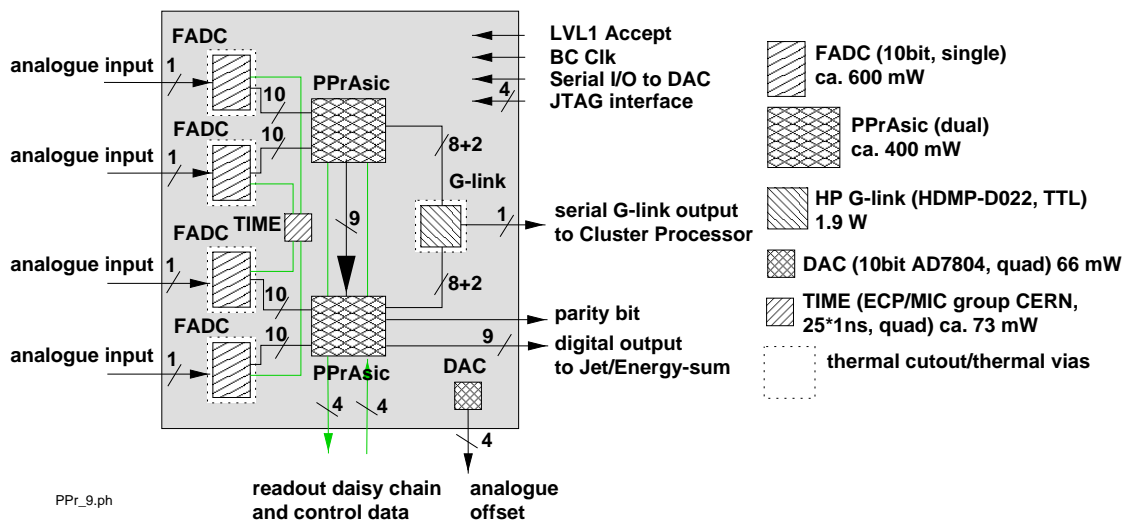 FADC
analogue input
1
10
FADC
analogue input
1
10
FADC
analogue input
1
10
FADC
analogue input
1
10
TIME
PPrAsic
9
PPrAsic
8+2
G-link
8+2
1
LVL1 Accept
BC Clk
Serial I/O to DAC
4
JTAG interface
serial G-link output
to Cluster Processor
parity bit
9
digital output
to Jet/Energy-sum
DAC
4
4
4
readout daisy chain
and control data
analogue
offset
FADC (10bit, single)
ca. 600 mW
PPrAsic (dual)
ca. 400 mW
HP G-link (HDMP-D022, TTL)
1.9 W
DAC (10bit AD7804, quad) 66 mW
TIME (ECP/MIC group CERN,
25*1ns, quad) ca. 73 mW
thermal cutout/thermal vias
PPr_9.ph